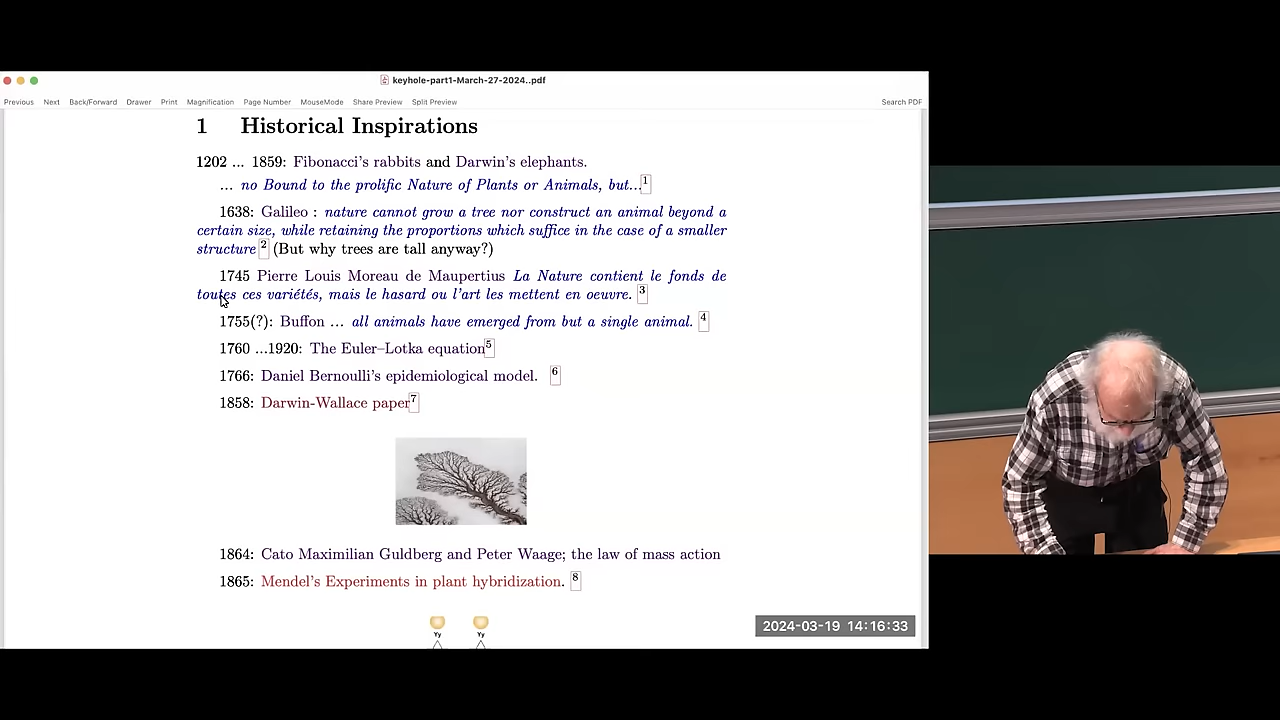 keyhole-part1-March-27-2024..pdf
Previous Next Back/Forward Drawer Print Magnification Page Number MouseMode Share Preview Split Preview Search PDF
1 Historical Inspirations
1202 ... 1859: Fibonacci's rabbits and Darwin's elephants.
... no Bound to the prolific Nature of Plants or Animals, but...1
1638: Galileo : nature cannot grow a tree nor construct an animal beyond a
certain size, while retaining the proportions which suffice in the case of a smaller
structure 2 (But why trees are tall anyway?)
1745 Pierre Louis Moreau de Maupertius La Nature contient le fonds de
toutes ces variétés, mais le hasard ou l'art les mettent en oeuvre. 3
1755(?): Buffon ... all animals have emerged from but a single animal. 4
1760 ...1920: The Euler–Lotka equation5
1766: Daniel Bernoulli's epidemiological model. 6
1858: Darwin-Wallace paper7
1864: Cato Maximilian Guldberg and Peter Waage; the law of mass action
1865: Mendel's Experiments in plant hybridization. 8
Yy Yy
2024-03-19 14:16:33